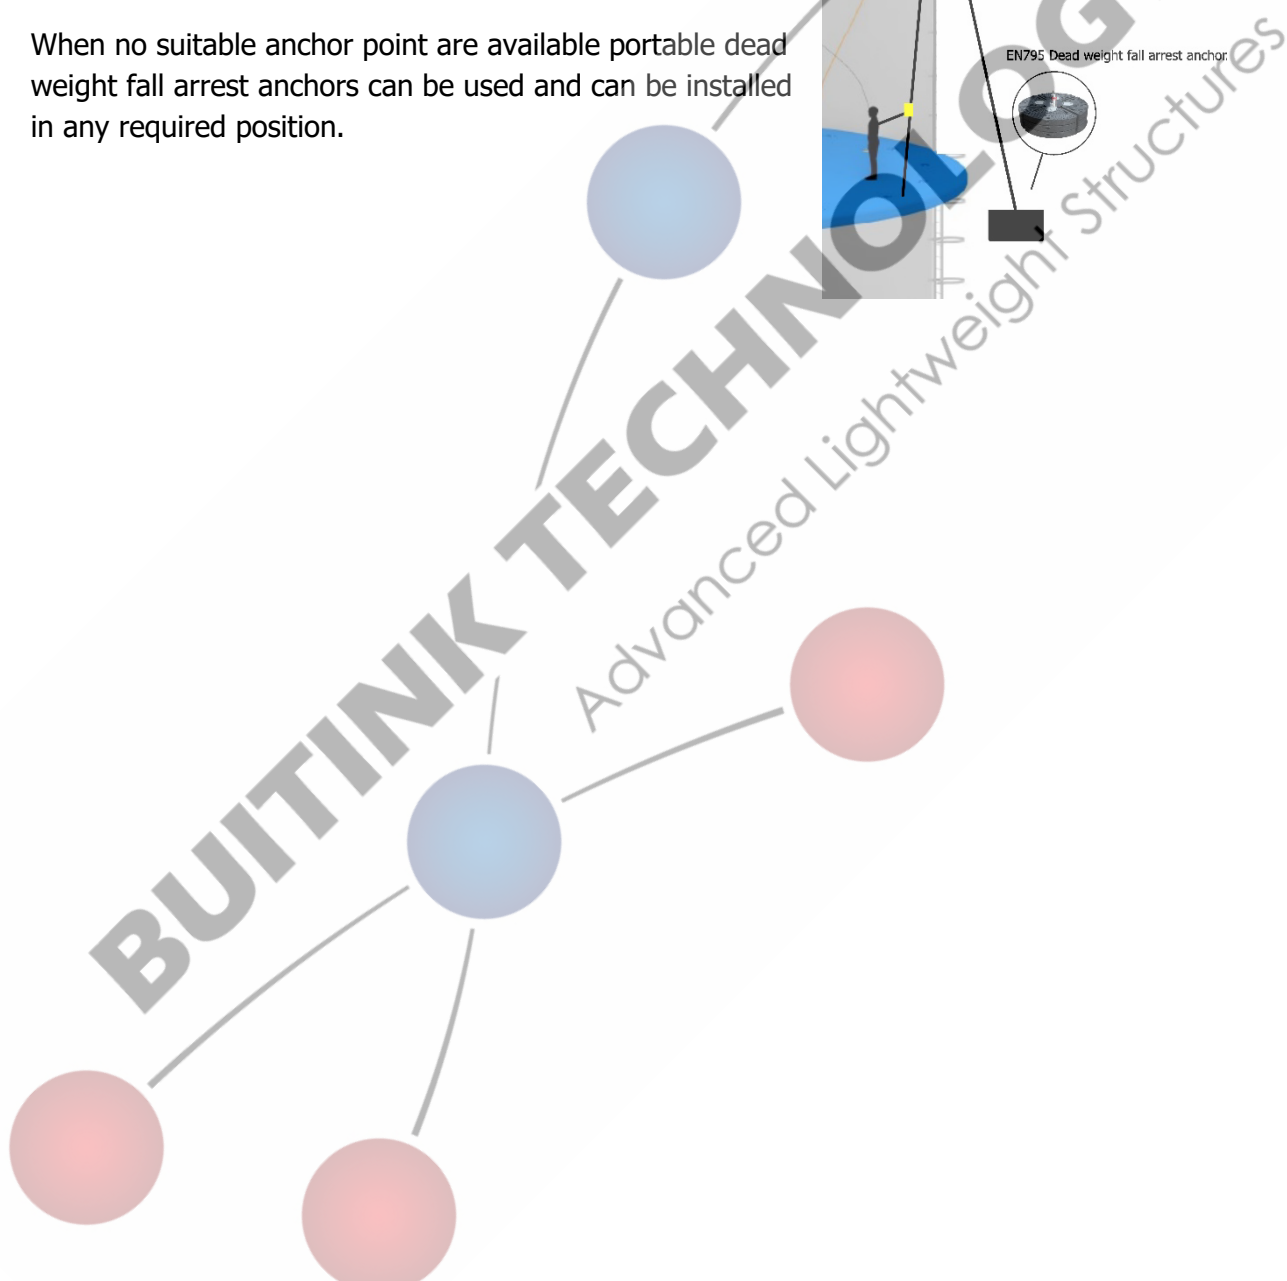 When no suitable anchor point are available portable dead
weight fall arrest anchors can be used and can be installed
in any required position.
EN795 Dead weight fall arrest anchor.
BUITINK TECHNOLOG
Advanced Lightweight Structures